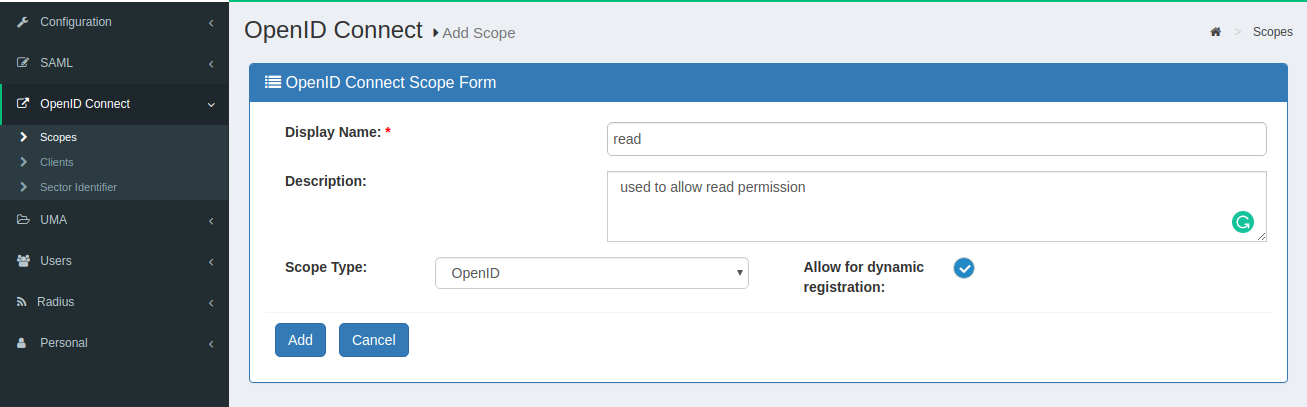 Configuration
SAML
OpenID Connect
Scopes
Clients
Sector Identifier
UMA
Users
Radius
Personal
OpenID Connect Add Scope
> Scopes
OpenID Connect Scope Form
Display Name: *
read
Description:
used to allow read permission
Scope Type:
OpenID
Allow for dynamic
registration:
Add Cancel